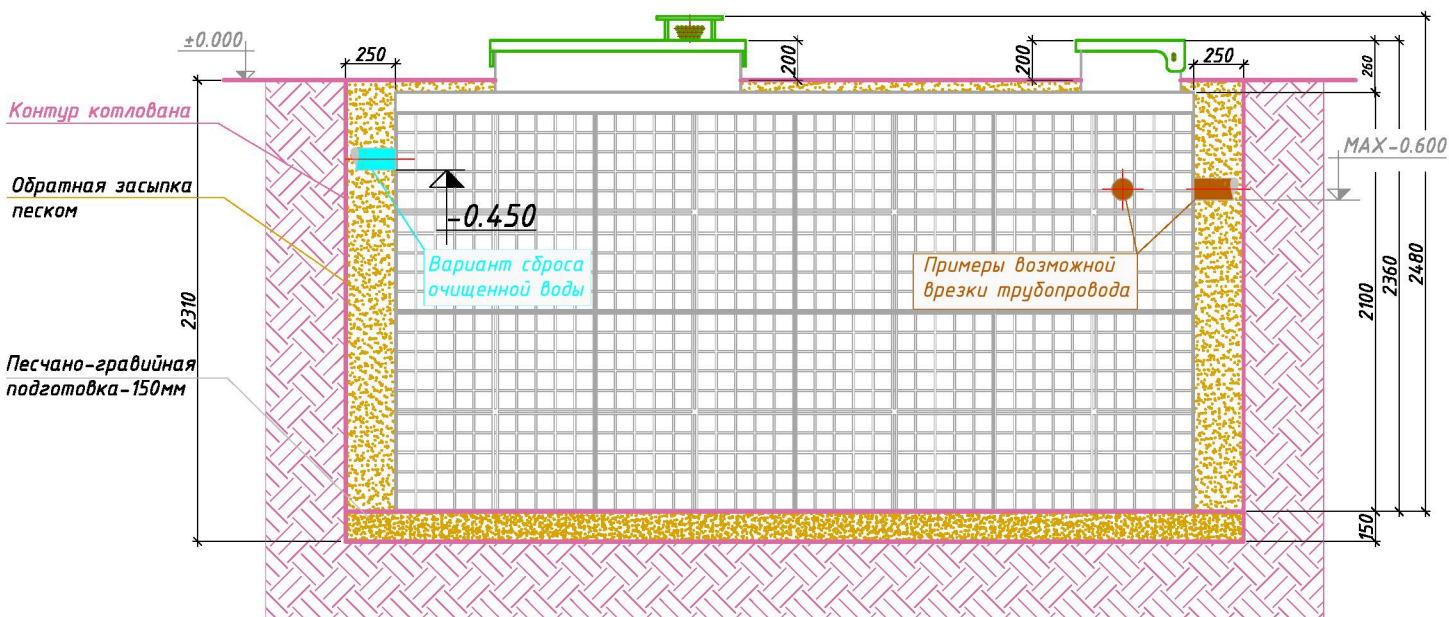 ±0.000
250
200
200
250
260
Контур котлована
MAX-0.600
Обратная засыпка
песком
-0.450
Вариант сброса
очищенной воды
Примеры возможной
врезки трубопровода
2310
2100
2360
2480
Песчано-гравийная
подготовка-150мм
150